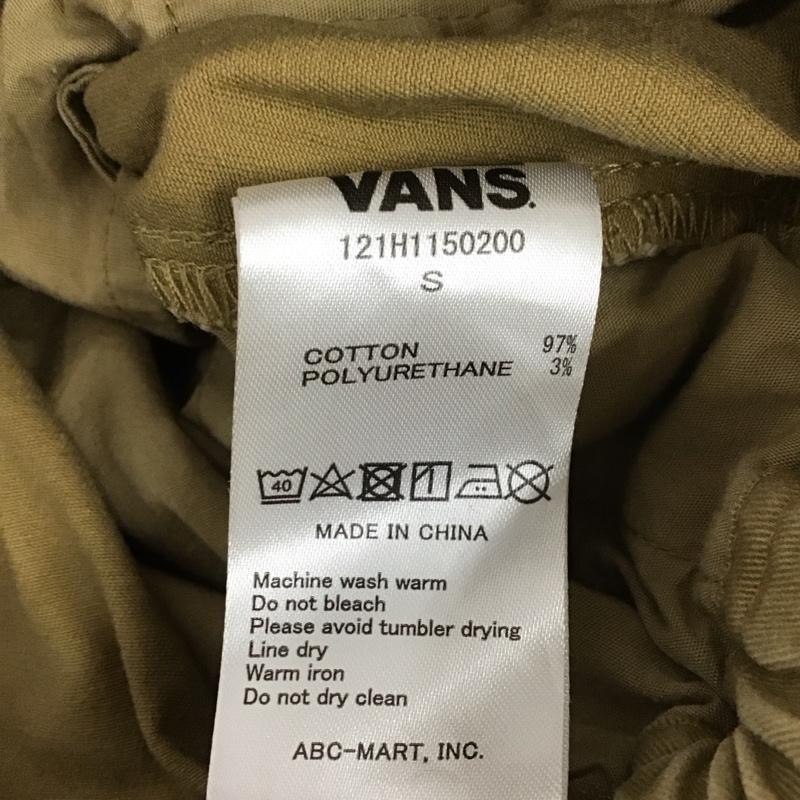 VANS.
121H1150200
S
COTTON 97%
POLYURETHANE 3%
40
MADE IN CHINA
Machine wash warm
Do not bleach
Please avoid tumbler drying
Line dry
Warm iron
Do not dry clean
ABC-MART, INC.